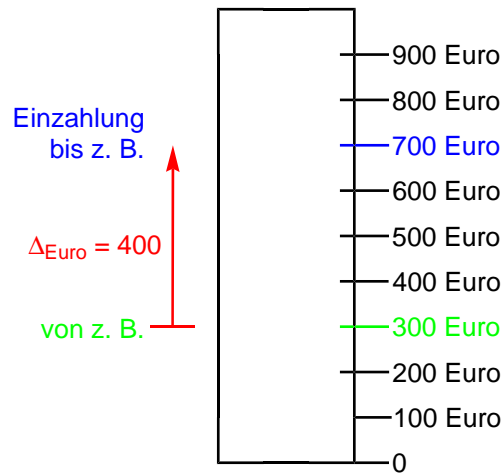 900 Euro
800 Euro
Einzahlung
bis z. B.
700 Euro
600 Euro
500 Euro
ΔEuro = 400
400 Euro
von z. B.
300 Euro
200 Euro
100 Euro
0